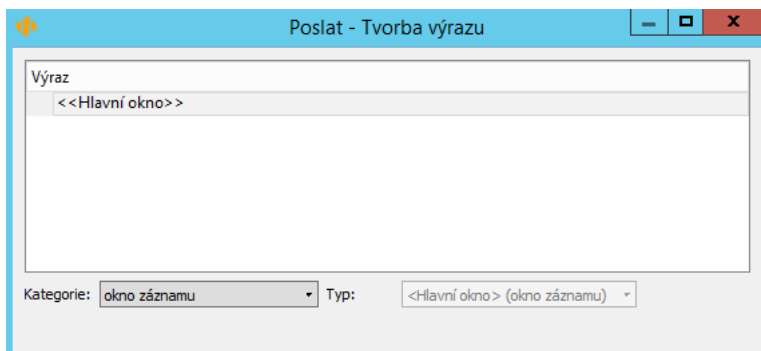 Poslat - Tvorba výrazu
Výraz
<<Hlavní okno>>
Kategorie: okno záznamu Typ: <Hlavní okno> (okno záznamu)